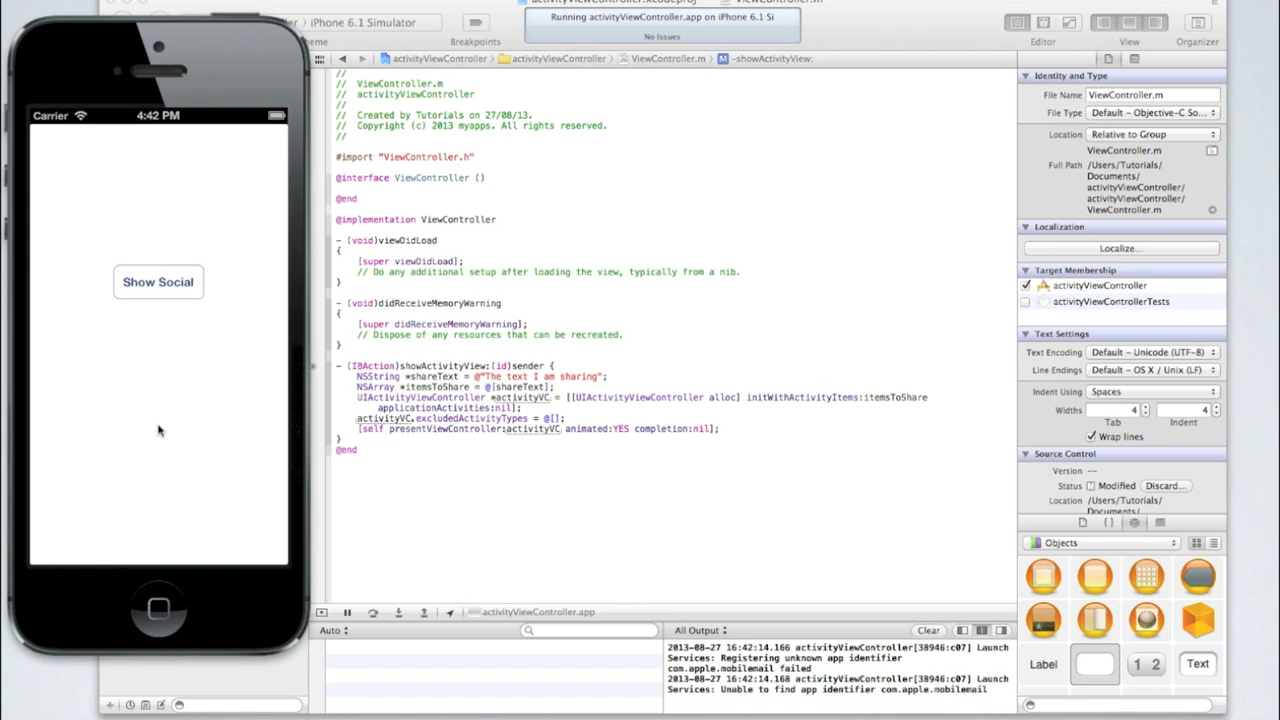 iPhone 6.1 Simulator
Breakpoints
Running activityViewController.app on iPhone 6.1 Si
No Issues
Editor
View
Organizer
activityViewController
activityViewController
ViewController.m
-showActivityView:
Carrier
4:42 PM
Show Social
//
// ViewController.m
// activityViewController
//
// Created by Tutorials on 27/08/13.
// Copyright (c) 2013 myapps. All rights reserved.
//
#import "ViewController.h"
@interface ViewController ()
@end
@implementation ViewController
- (void)viewDidLoad
{
[super viewDidLoad];
// Do any additional setup after loading the view, typically from a nib.
}
- (void)didReceiveMemoryWarning
{
[super didReceiveMemoryWarning];
// Dispose of any resources that can be recreated.
}
- (IBAction)showActivityView:(id)sender {
NSString *shareText = @"The text I am sharing";
NSArray *itemsToShare = @[shareText];
UIActivityViewController *activityVC = [[UIActivityViewController alloc] initWithActivityItems:itemsToShare
applicationActivities:nil];
activityVC.excludedActivityTypes = @[];
[self presentViewController:activityVC animated:YES completion:nil];
}
@end
activityViewController.app
Auto
All Output
Clear
2013-08-27 16:42:14.166 activityViewController[38946:c07] Launch
Services: Registering unknown app identifier
com.apple.mobilemail failed
2013-08-27 16:42:14.168 activityViewController[38946:c07] Launch
Services: Unable to find app identifier com.apple.mobilemail
Identity and Type
File Name ViewController.m
File Type Default - Objective-C So...
Location Relative to Group
ViewController.m
Full Path /Users/Tutorials/
Documents/
activityViewController/
activityViewController/
ViewController.m
Localization
Localize...
Target Membership
activityViewController
activityViewControllerTests
Text Settings
Text Encoding Default - Unicode (UTF-8)
Line Endings Default - OS X / Unix (LF)
Indent Using Spaces
Widths 4 4
Tab Indent
Wrap lines
Source Control
Version --
Status Modified Discard...
Location /Users/Tutorials/
Documents/
Objects
Label
1 2
Text